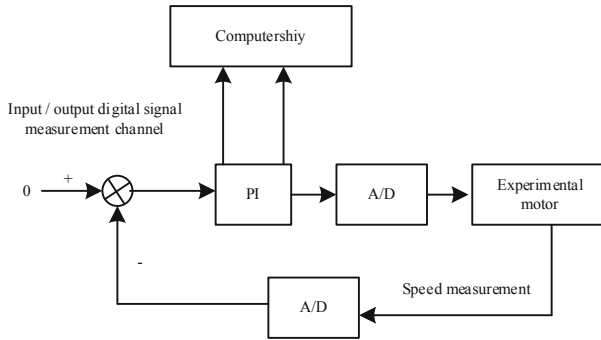 Computershiy
Input / output digital signal
measurement channel
0
+
PI
A/D
Experimental
motor
-
A/D
Speed measurement